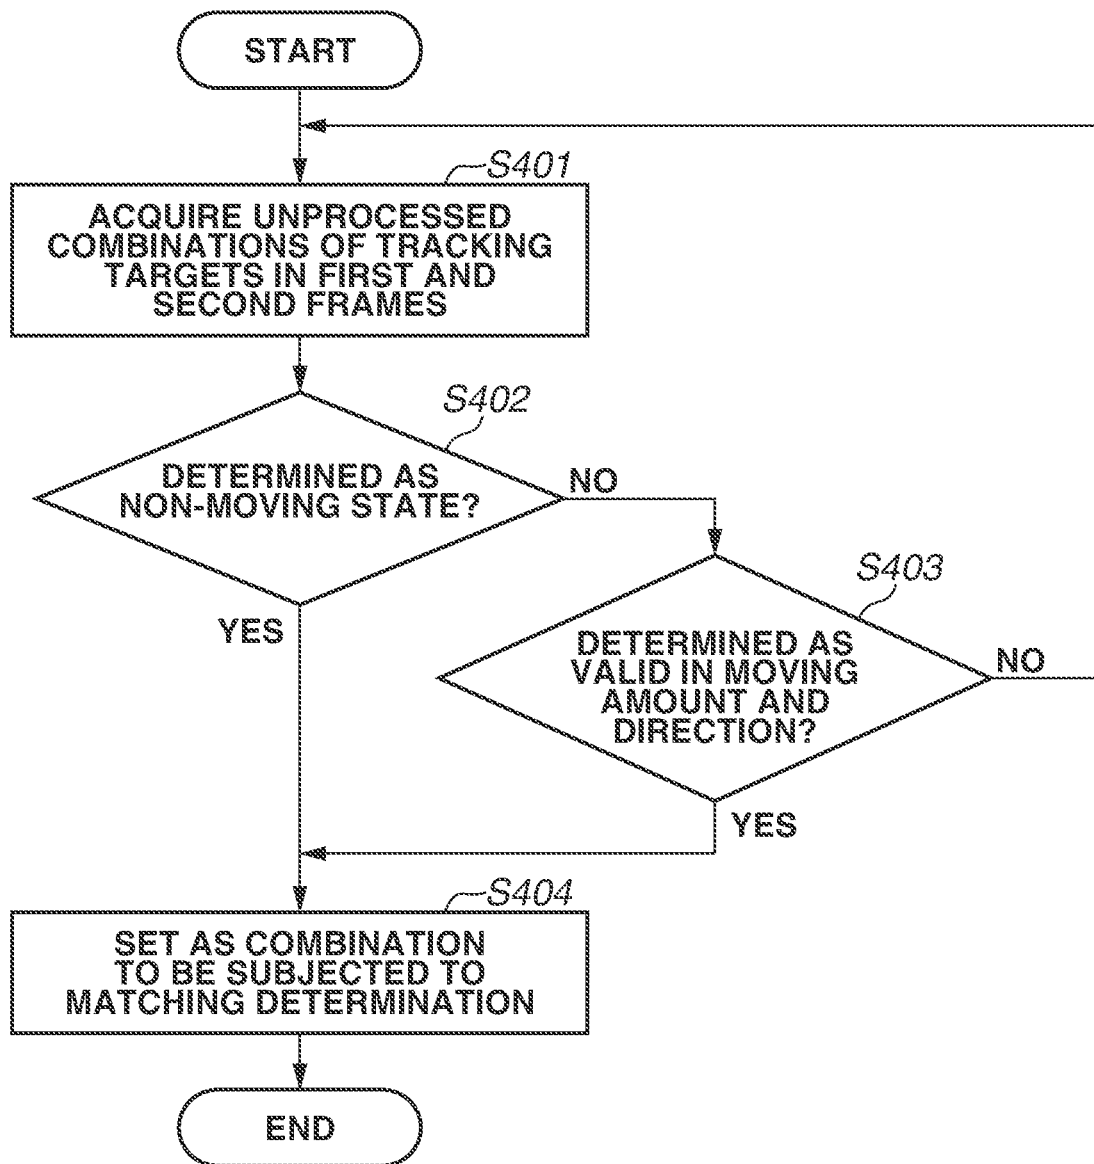 START
S401
ACQUIRE UNPROCESSED
COMBINATIONS OF TRACKING
TARGETS IN FIRST AND
SECOND FRAMES
S402
DETERMINED AS
NON-MOVING STATE?
NO
YES
S403
DETERMINED AS
VALID IN MOVING
AMOUNT AND
DIRECTION?
NO
YES
S404
SET AS COMBINATION
TO BE SUBJECTED TO
MATCHING DETERMINATION
END